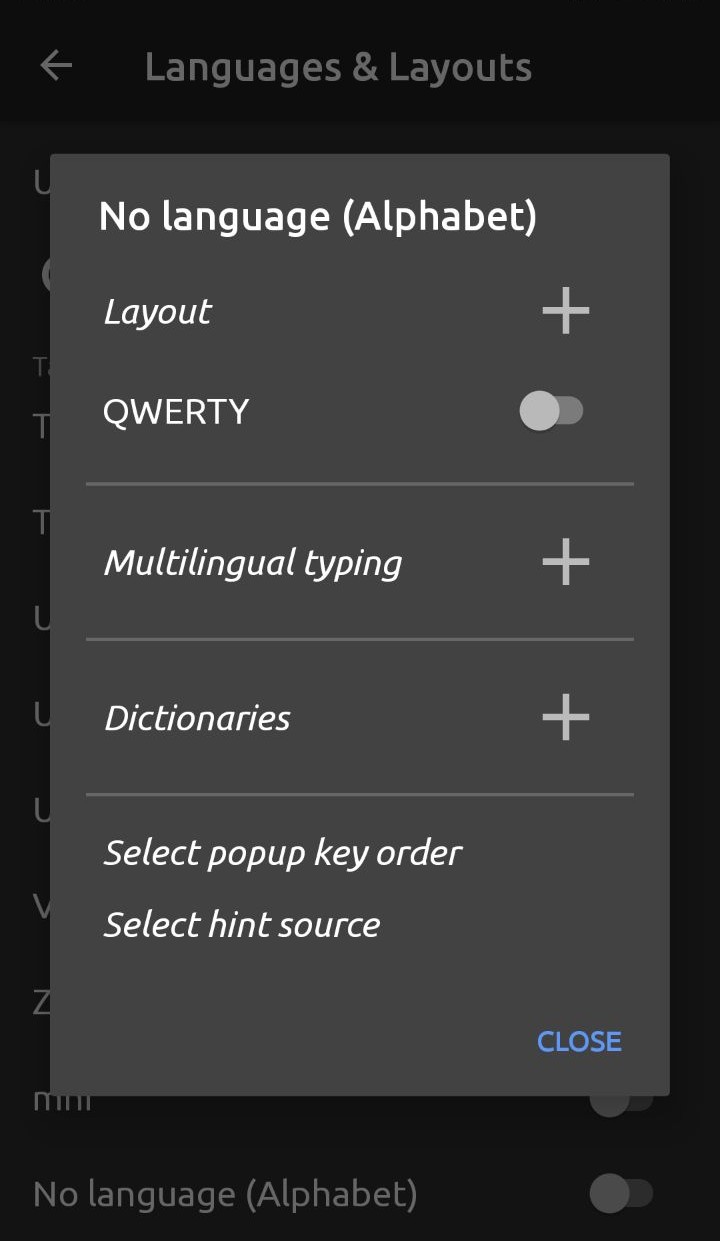 Languages & Layouts
No language (Alphabet)
Layout
QWERTY
Multilingual typing
Dictionaries
Select popup key order
Select hint source
CLOSE
No language (Alphabet)